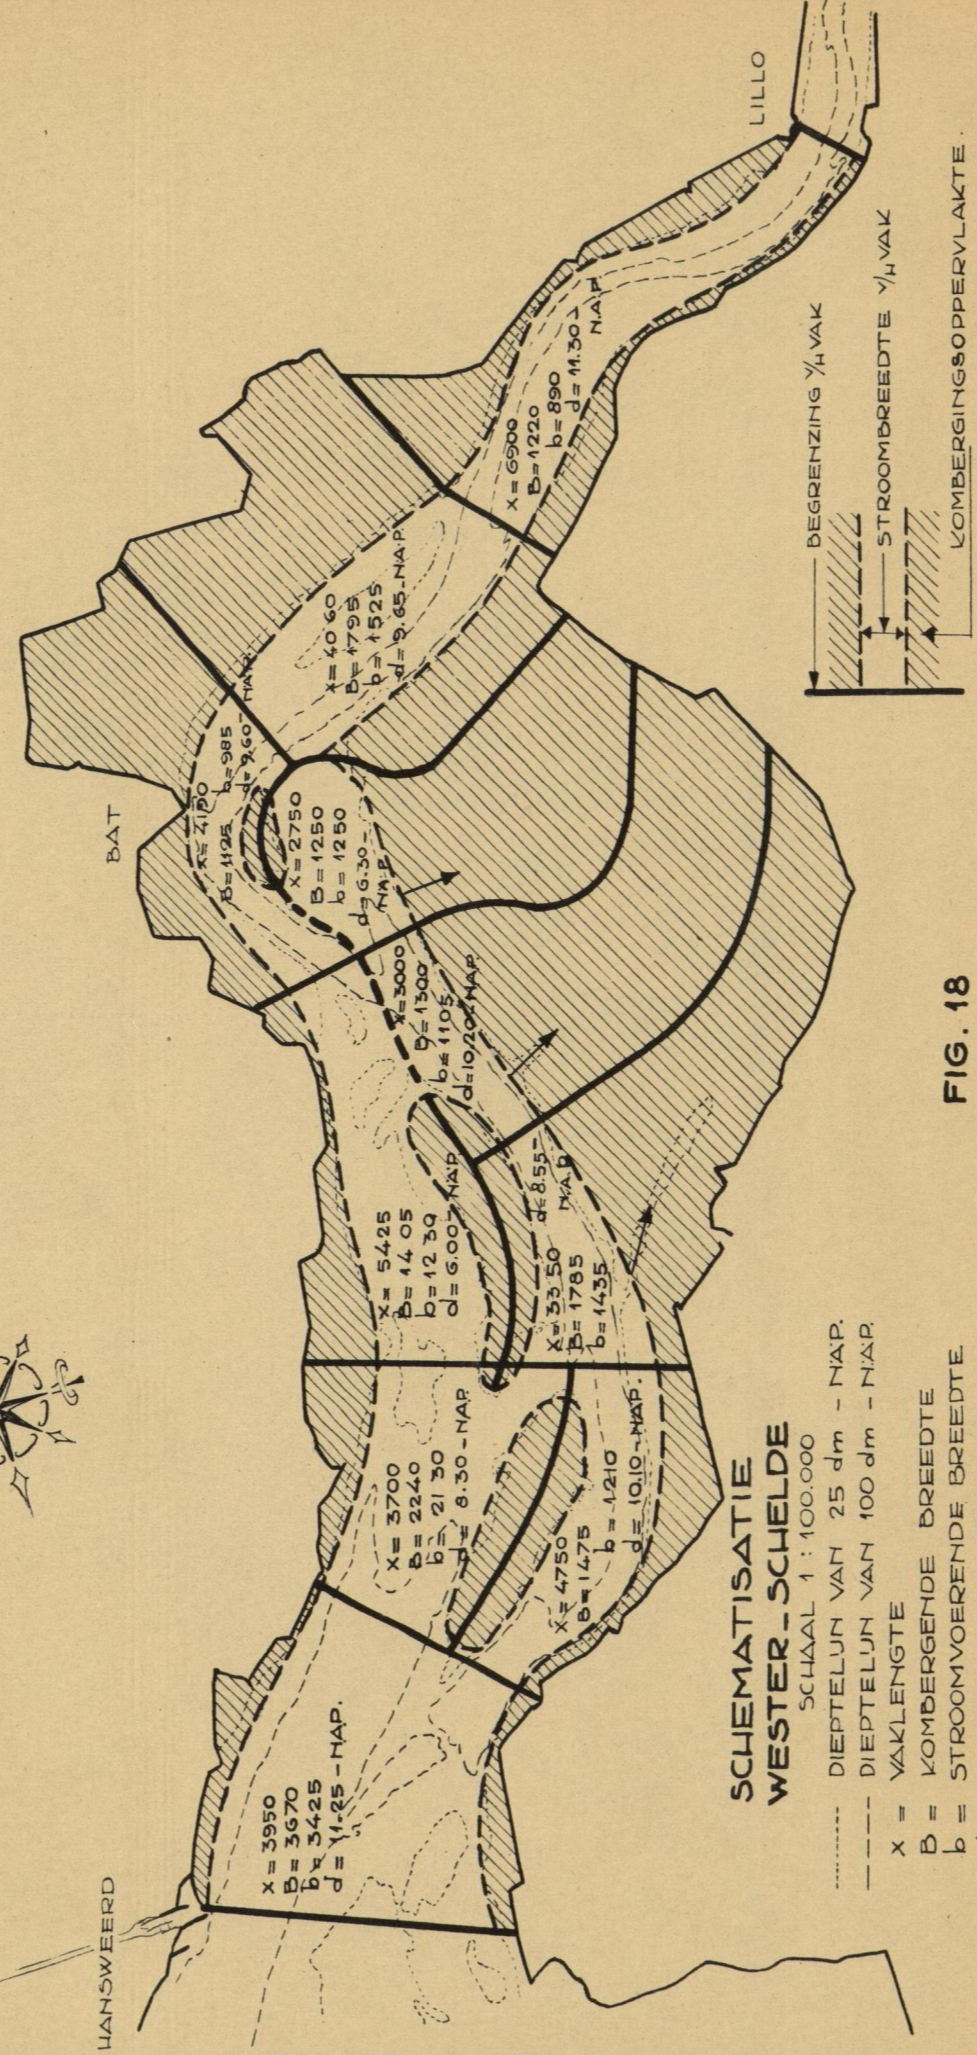 HANSWEERD
BAT
LILLO
X = 3950
B = 3670
b = 3425
d = 11.25 - NAP.
X = 3700
B = 2240
b = 2130
d = 8.30 - NAP.
X = 4750
B = 1475
b = 1210
d = 10.10 - NAP.
X = 5425
B = 1405
b = 1230
d = 6.00 - NAP
X = 3350
B = 1785
b = 1435
d = 8.55 -
N.A.P.
X = 3000
B = 1300
b = 1105
d = 10.20 - NAP.
X = 4190
B = 1125
b = 985
d = 9.60 -
NAP.
X = 2750
B = 1250
b = 1250
d = 6.30 -
NAP.
X = 4060
B = 1795
b = 1525
d = 9.65 - NAP.
X = 6900
B = 1220
b = 890
d = 11.30 -
N.A.P.
SCHEMATISATIE
WESTER - SCHELDE
SCHAAL 1 : 100.000
DIEPTELIJN VAN 25 dm - NAP.
DIEPTELIJN VAN 100 dm - NAP.
X = VAKLENGTE
B = KOMBERGENDE BREEDTE
b = STROOMVOERENDE BREEDTE
BEGRENZING V/H VAK
STROOMBREEDTE V/H VAK
KOMBERGINGSOPPERVLAKTE.
FIG. 18